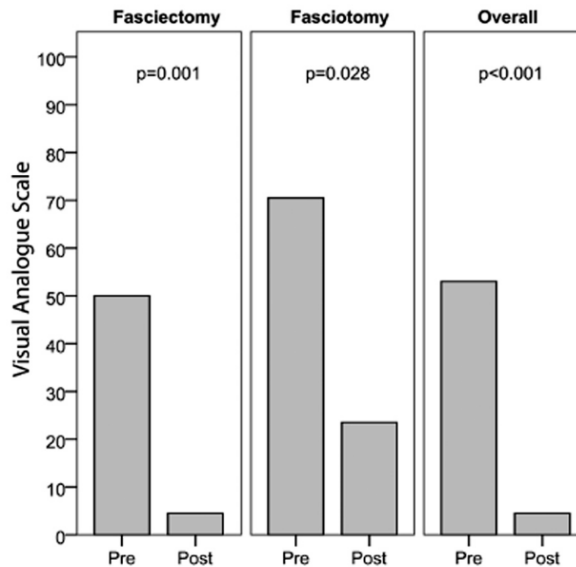 Fasciectomy Fasciotomy Overall
p=0.001 p=0.028 p<0.001
Visual Analogue Scale
100
90
80
70
60
50
40
30
20
10
0
Pre Post Pre Post Pre Post